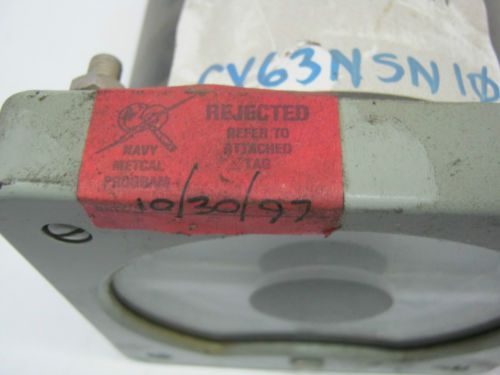 CV63NSN10
REJECTED
REFER TO
ATTACHED
TAG
NAVY
METCAL
PROGRAM
10/30/97